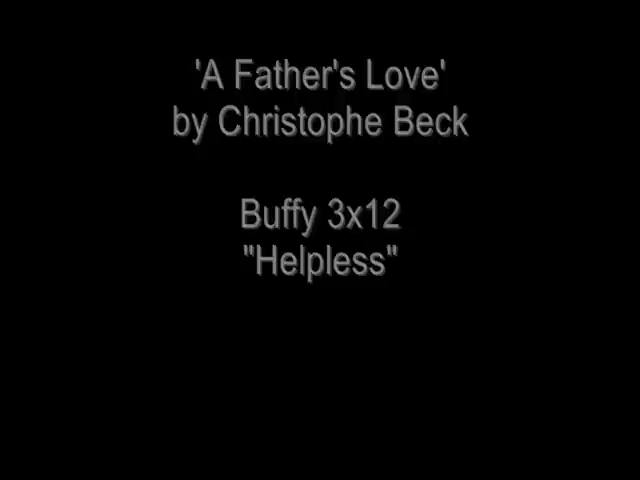 'A Father's Love'
by Christophe Beck
Buffy 3x12
"Helpless"